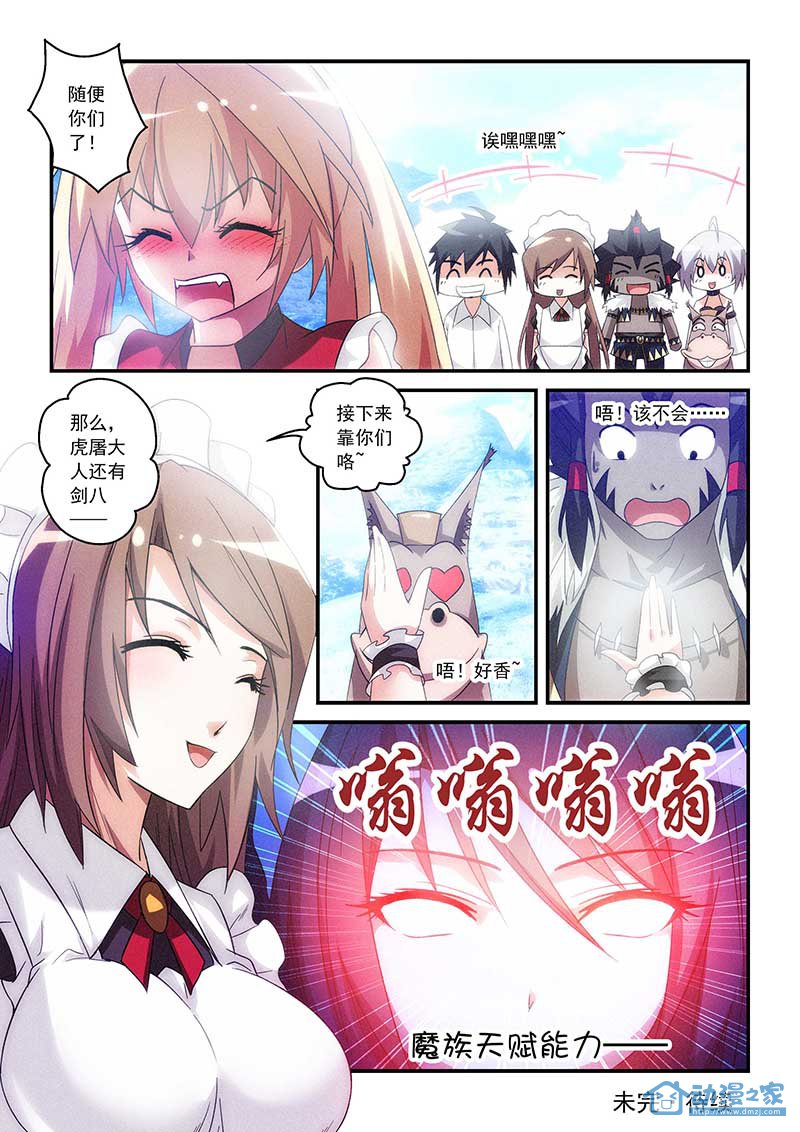 随便
你们
了！
诶嘿嘿嘿~
那么，
虎屠大
人还有
剑八
——
接下来
靠你们
咯~
唔！好香~
唔！该不会……
嗡嗡嗡嗡
魔族天赋能力——
未完 待续
动漫之家
www.dmzj.com